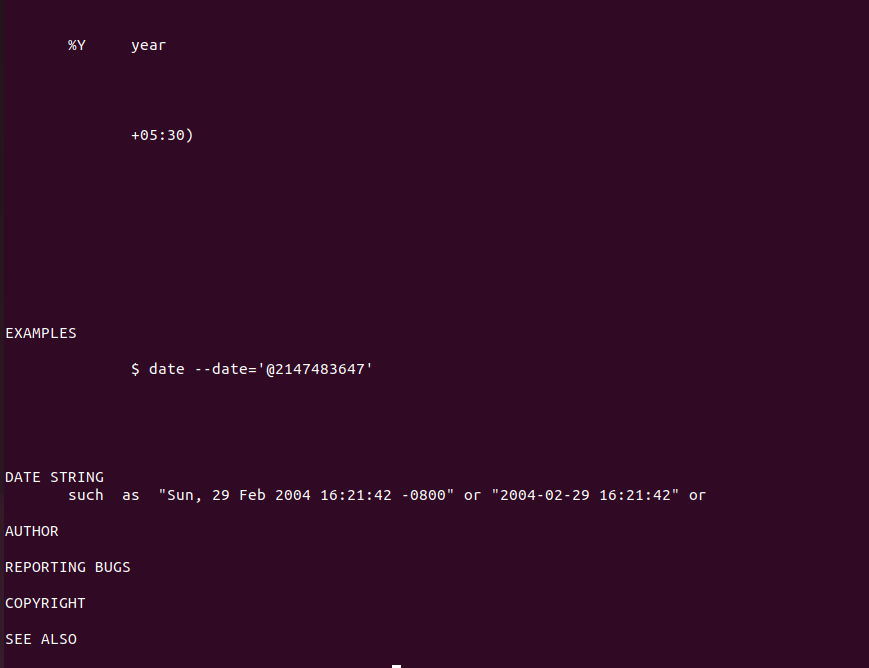 %Y year
+05:30)
EXAMPLES
$ date --date='@2147483647'
DATE STRING
such as "Sun, 29 Feb 2004 16:21:42 -0800" or "2004-02-29 16:21:42" or
AUTHOR
REPORTING BUGS
COPYRIGHT
SEE ALSO